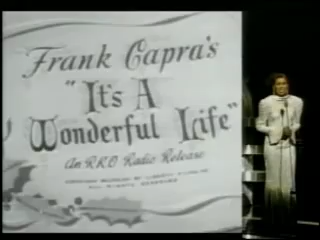 Frank Capra's
"It's A
Wonderful Life"
An RKO Radio Release